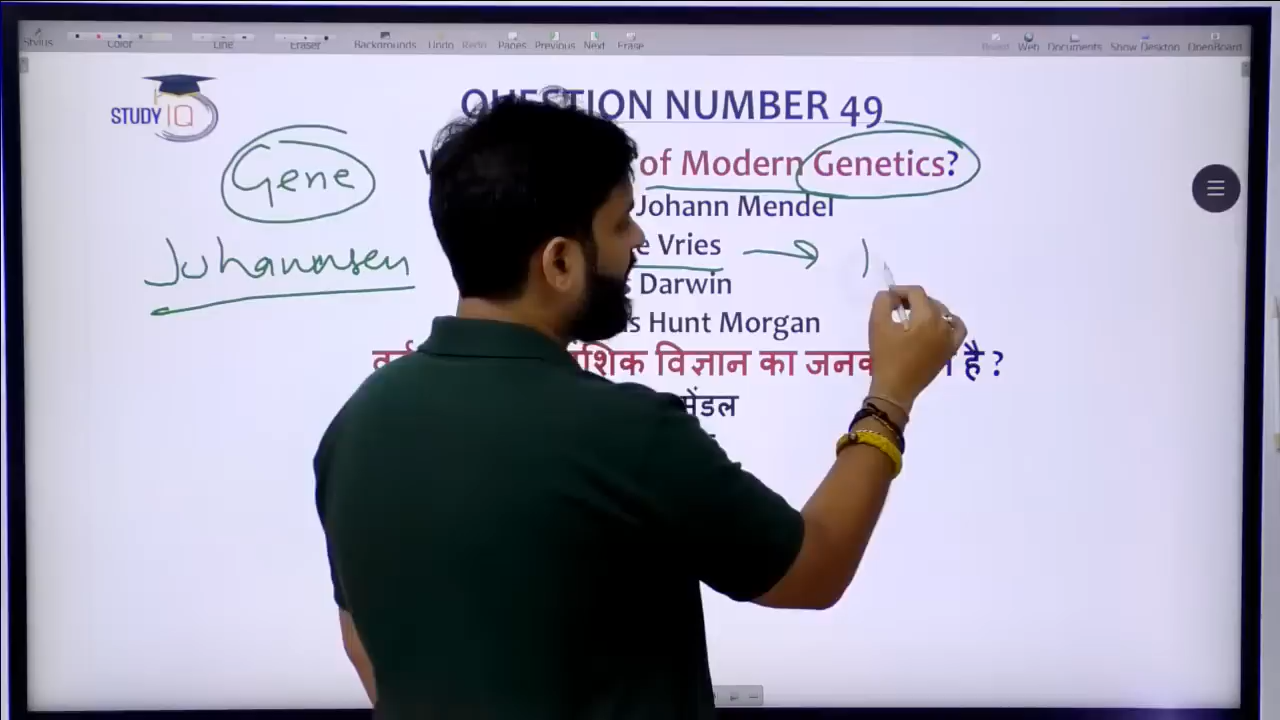 Stylus Color Line Eraser Backgrounds Undo Redo Pages Previous Next Erase Board Web Documents Show Desktop OpenBoard
STUDY IQ
QUESTION NUMBER 49
of Modern Genetics?
Gene
Johann Mendel
Vries
Johannsen
Darwin
Hunt Morgan
विज्ञान का है ?
मेंडल